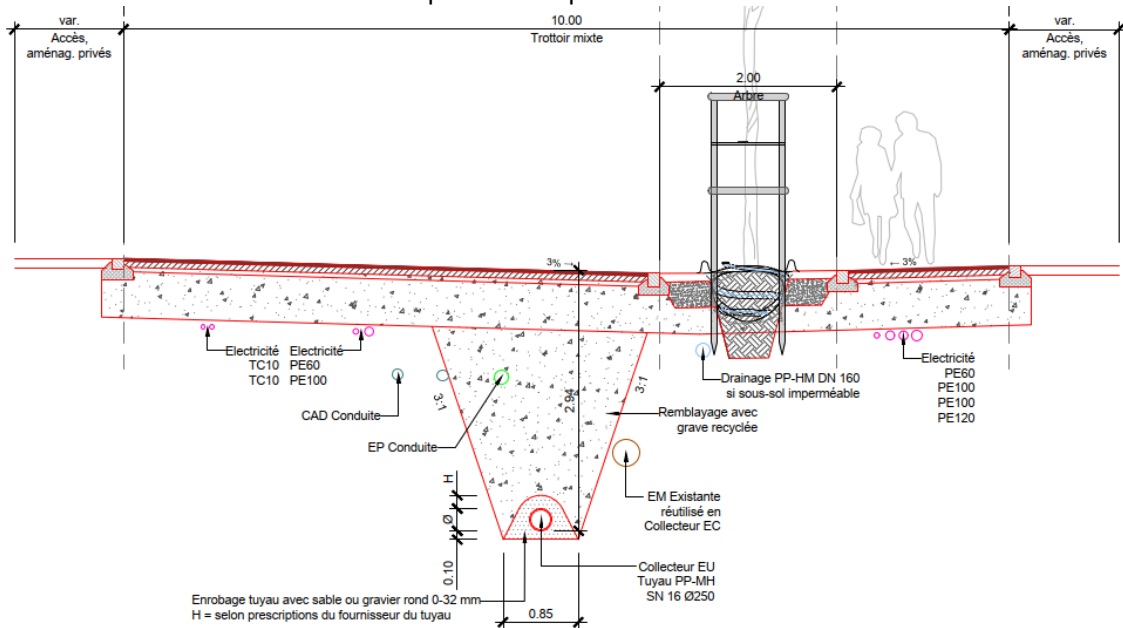 var.
10.00
var.
Accès,
aménag. privés
Trottoir mixte
Accès,
aménag. privés
2.00
Arbre
3% →
← 3%
Electricité
TC10
TC10
Electricité
PE60
PE100
CAD Conduite
EP Conduite
3:1
2.94
3:1
Drainage PP-HM DN 160
si sous-sol imperméable
Remblayage avec
grave recyclée
Electricité
PE60
PE100
PE100
PE120
EM Existante
réutilisé en
Collecteur EC
H
Ø
0.10
Collecteur EU
Tuyau PP-MH
SN 16 Ø250
Enrobage tuyau avec sable ou gravier rond 0-32 mm
H = selon prescriptions du fournisseur du tuyau
0.85